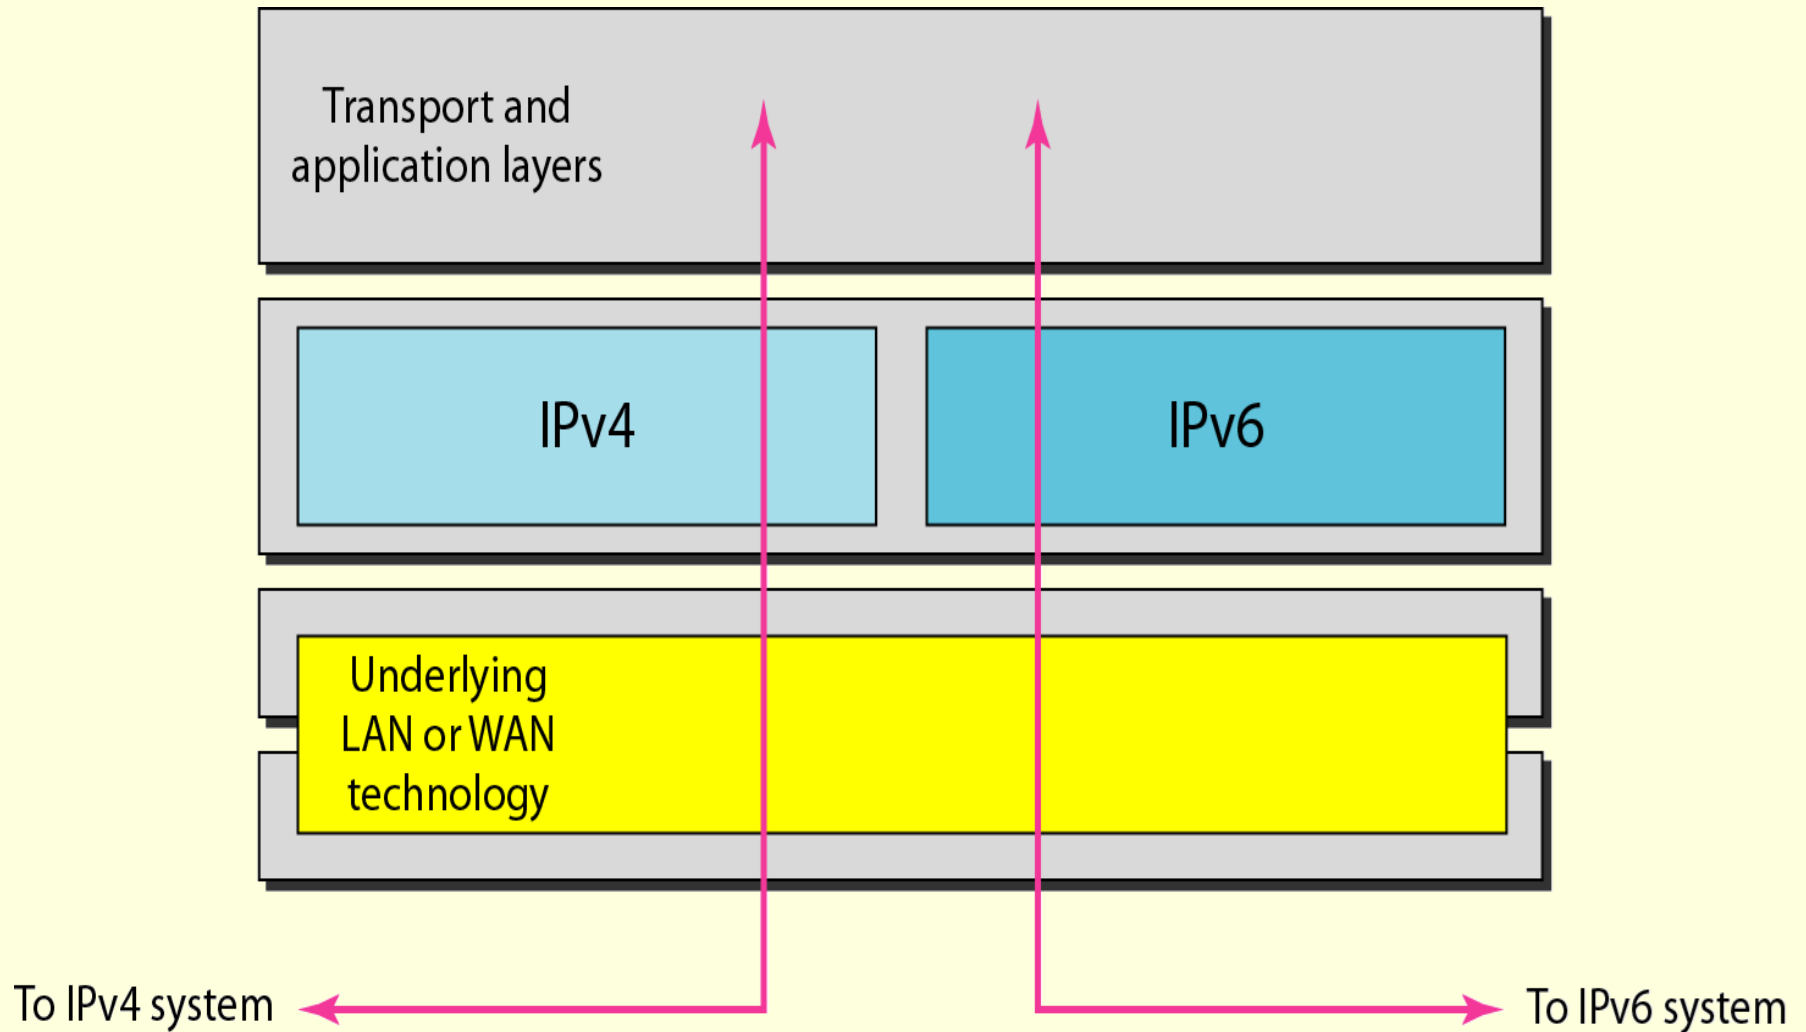 Transport and
application layers
IPv4
IPv6
Underlying
LAN or WAN
technology
To IPv4 system
To IPv6 system